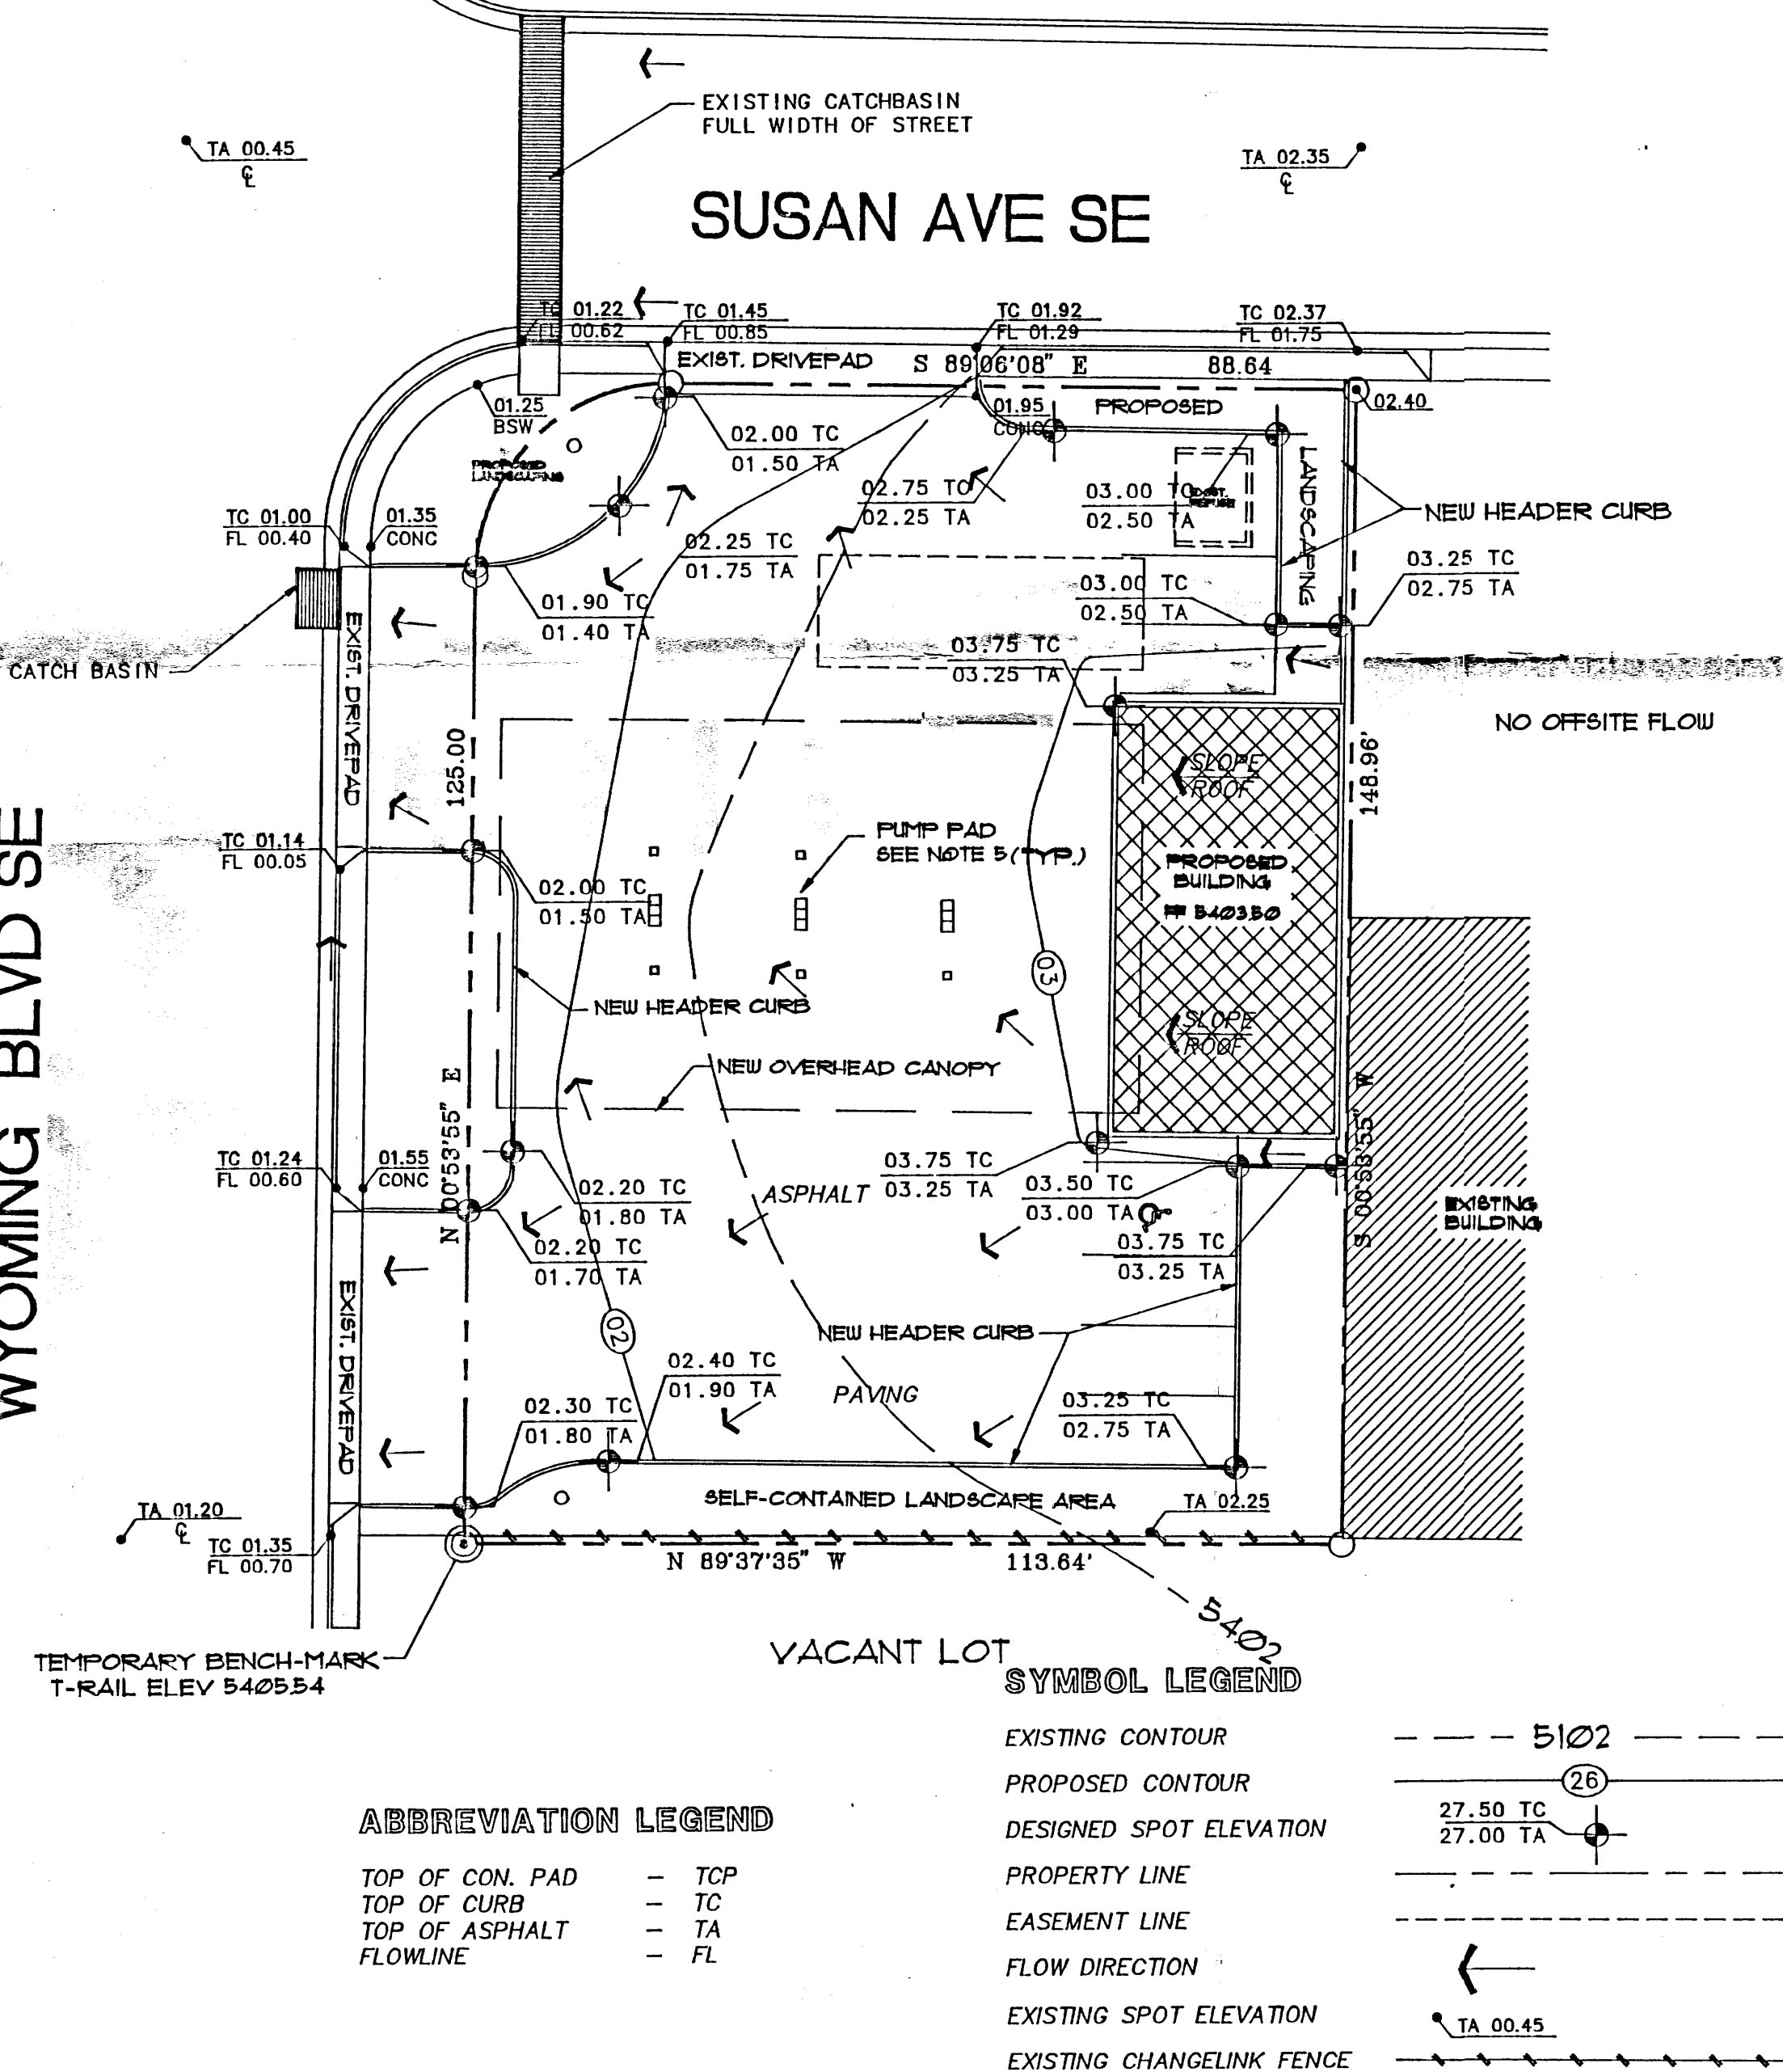 EXISTING CATCHBASIN
FULL WIDTH OF STREET
TA 00.45
℄
TA 02.35
℄
SUSAN AVE SE
TC 01.22
FL 00.62
TC 01.45
FL 00.85
TC 01.92
FL 01.29
TC 02.37
FL 01.75
EXIST. DRIVEPAD
S 89°06'08" E
88.64
01.25
BSW
02.00 TC
01.50 TA
01.95
CONC
PROPOSED
02.40
PROPOSED
LANDSCAPING
LANDSCAPING
02.75 TC
02.25 TA
03.00 TC
02.50 TA
EXIST.
REFUSE
NEW HEADER CURB
TC 01.00
FL 00.40
01.35
CONC
02.25 TC
01.75 TA
03.25 TC
02.75 TA
01.90 TC
01.40 TA
03.00 TC
02.50 TA
CATCH BASIN
EXIST. DRIVEPAD
03.75 TC
03.25 TA
NO OFFSITE FLOW
125.00
148.96'
SLOPE
ROOF
TC 01.14
FL 00.05
PUMP PAD
SEE NOTE 5 (TYP.)
PROPOSED
BUILDING
FF 5403.50
02.00 TC
01.50 TA
WYOMING BLVD SE
03
NEW HEADER CURB
SLOPE
ROOF
NEW OVERHEAD CANOPY
N 00°53'55" E
S 00°53'55" W
TC 01.24
FL 00.60
01.55
CONC
02.20 TC
01.80 TA
ASPHALT
03.75 TC
03.25 TA
03.50 TC
03.00 TA
EXISTING
BUILDING
02.20 TC
01.70 TA
03.75 TC
03.25 TA
EXIST. DRIVEPAD
02
NEW HEADER CURB
02.40 TC
01.90 TA
PAVING
02.30 TC
01.80 TA
03.25 TC
02.75 TA
SELF-CONTAINED LANDSCAPE AREA
TA 02.25
TA 01.20
℄
TC 01.35
FL 00.70
N 89°37'35" W
113.64'
5402
TEMPORARY BENCH-MARK
T-RAIL ELEV 5405.54
VACANT LOT
SYMBOL LEGEND
EXISTING CONTOUR
5102
PROPOSED CONTOUR
26
DESIGNED SPOT ELEVATION
27.50 TC
27.00 TA
PROPERTY LINE
EASEMENT LINE
FLOW DIRECTION
EXISTING SPOT ELEVATION
TA 00.45
EXISTING CHANGELINK FENCE
ABBREVIATION LEGEND
TOP OF CON. PAD – TCP
TOP OF CURB – TC
TOP OF ASPHALT – TA
FLOWLINE – FL